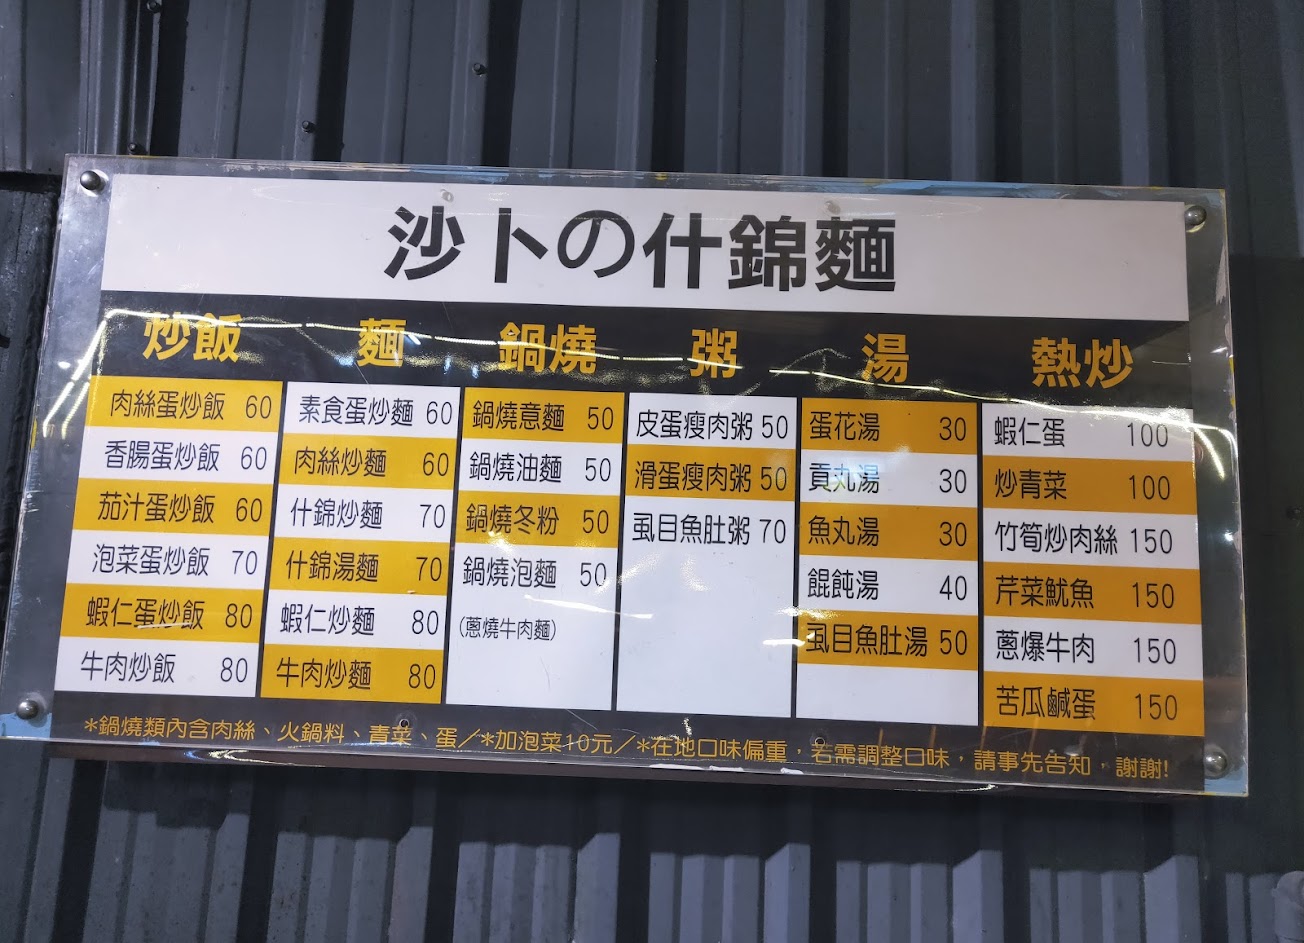 沙卜の什錦麵
炒飯
肉絲蛋炒飯 60
香腸蛋炒飯 60
茄汁蛋炒飯 60
泡菜蛋炒飯 70
蝦仁蛋炒飯 80
牛肉炒飯 80
麵
素食蛋炒麵 60
肉絲炒麵 60
什錦炒麵 70
什錦湯麵 70
蝦仁炒麵 80
牛肉炒麵 80
鍋燒
鍋燒意麵 50
鍋燒油麵 50
鍋燒冬粉 50
鍋燒泡麵 50
(蔥燒牛肉麵)
粥
皮蛋瘦肉粥 50
滑蛋瘦肉粥 50
虱目魚肚粥 70
湯
蛋花湯 30
貢丸湯 30
魚丸湯 30
餛飩湯 40
虱目魚肚湯 50
熱炒
蝦仁蛋 100
炒青菜 100
竹筍炒肉絲 150
芹菜魷魚 150
蔥爆牛肉 150
苦瓜鹹蛋 150
*鍋燒類內含肉絲、火鍋料、青菜、蛋／*加泡菜10元／*在地口味偏重，若需調整口味，請事先告知，謝謝!